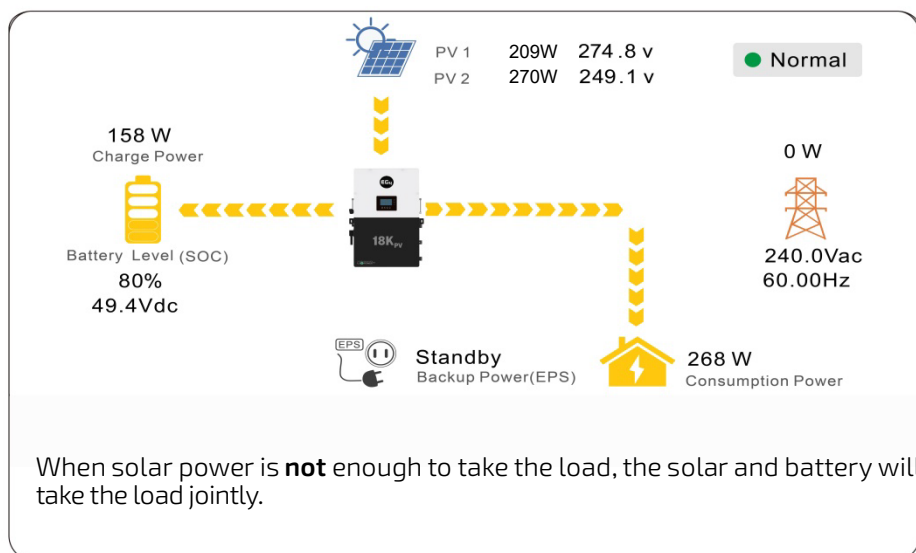 PV 1 209W 274.8 v
PV 2 270W 249.1 v
Normal
158 W
Charge Power
0 W
18K PV
Battery Level (SOC)
80%
49.4Vdc
240.0Vac
60.00Hz
EPS
Standby
Backup Power(EPS)
268 W
Consumption Power
When solar power is not enough to take the load, the solar and battery will
take the load jointly.